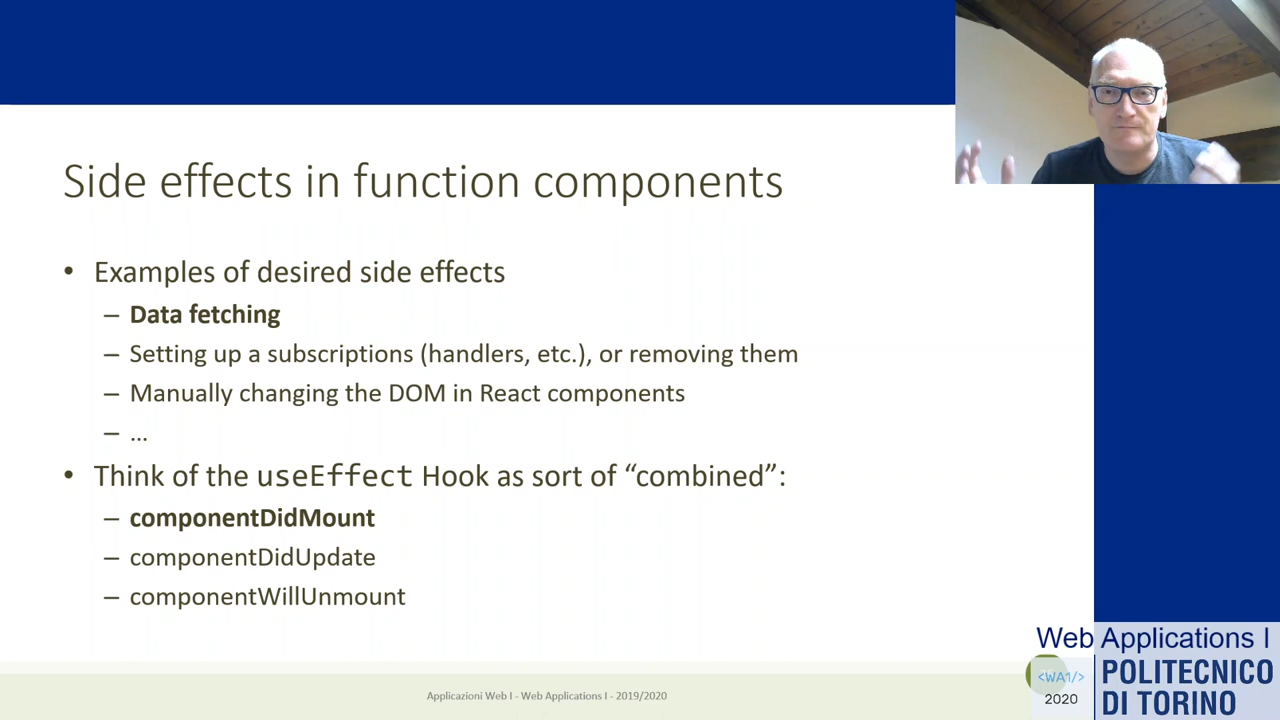 Side effects in function components
• Examples of desired side effects
– Data fetching
– Setting up a subscriptions (handlers, etc.), or removing them
– Manually changing the DOM in React components
– …
• Think of the useEffect Hook as sort of “combined”:
– componentDidMount
– componentDidUpdate
– componentWillUnmount
Applicazioni Web I - Web Applications I - 2019/2020
Web Applications I
<WA1/>
2020
POLITECNICO
DI TORINO